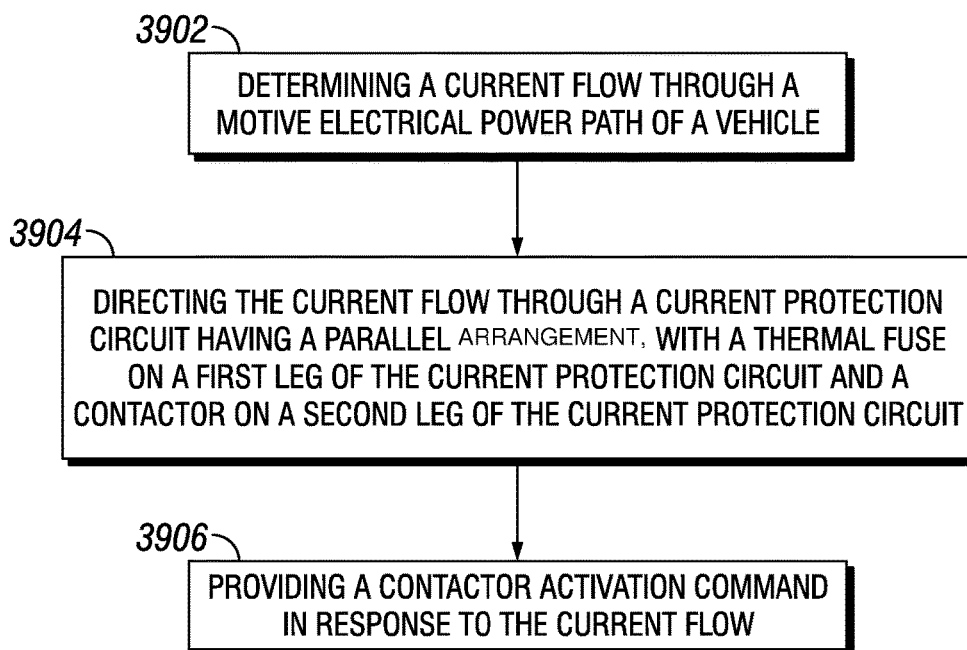 3902
DETERMINING A CURRENT FLOW THROUGH A
MOTIVE ELECTRICAL POWER PATH OF A VEHICLE
3904
DIRECTING THE CURRENT FLOW THROUGH A CURRENT PROTECTION
CIRCUIT HAVING A PARALLEL ARRANGEMENT, WITH A THERMAL FUSE
ON A FIRST LEG OF THE CURRENT PROTECTION CIRCUIT AND A
CONTACTOR ON A SECOND LEG OF THE CURRENT PROTECTION CIRCUIT
3906
PROVIDING A CONTACTOR ACTIVATION COMMAND
IN RESPONSE TO THE CURRENT FLOW